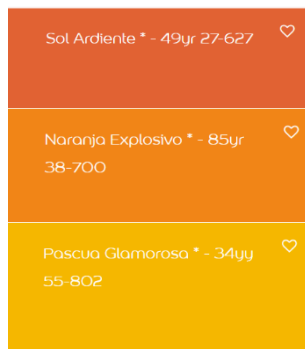 Sol Ardiente * - 49yr 27-627
Naranja Explosivo * - 85yr
38-700
Pascua Glamorosa * - 34yy
55-802